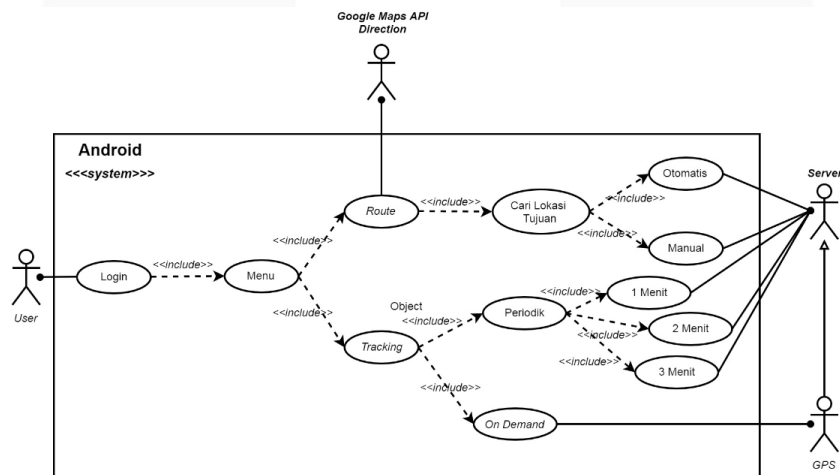 Google Maps API
Direction
Android
<<<system>>>
Server
Otomatis
<<include>>
Route
<<include>>
Cari Lokasi
Tujuan
<<include>>
<<include>>
Manual
<<include>>
Login
<<include>>
Menu
User
<<include>>
Object
<<include>>
Periodik
<<include>>
1 Menit
<<include>>
2 Menit
Tracking
<<include>>
3 Menit
<<include>>
On Demand
GPS